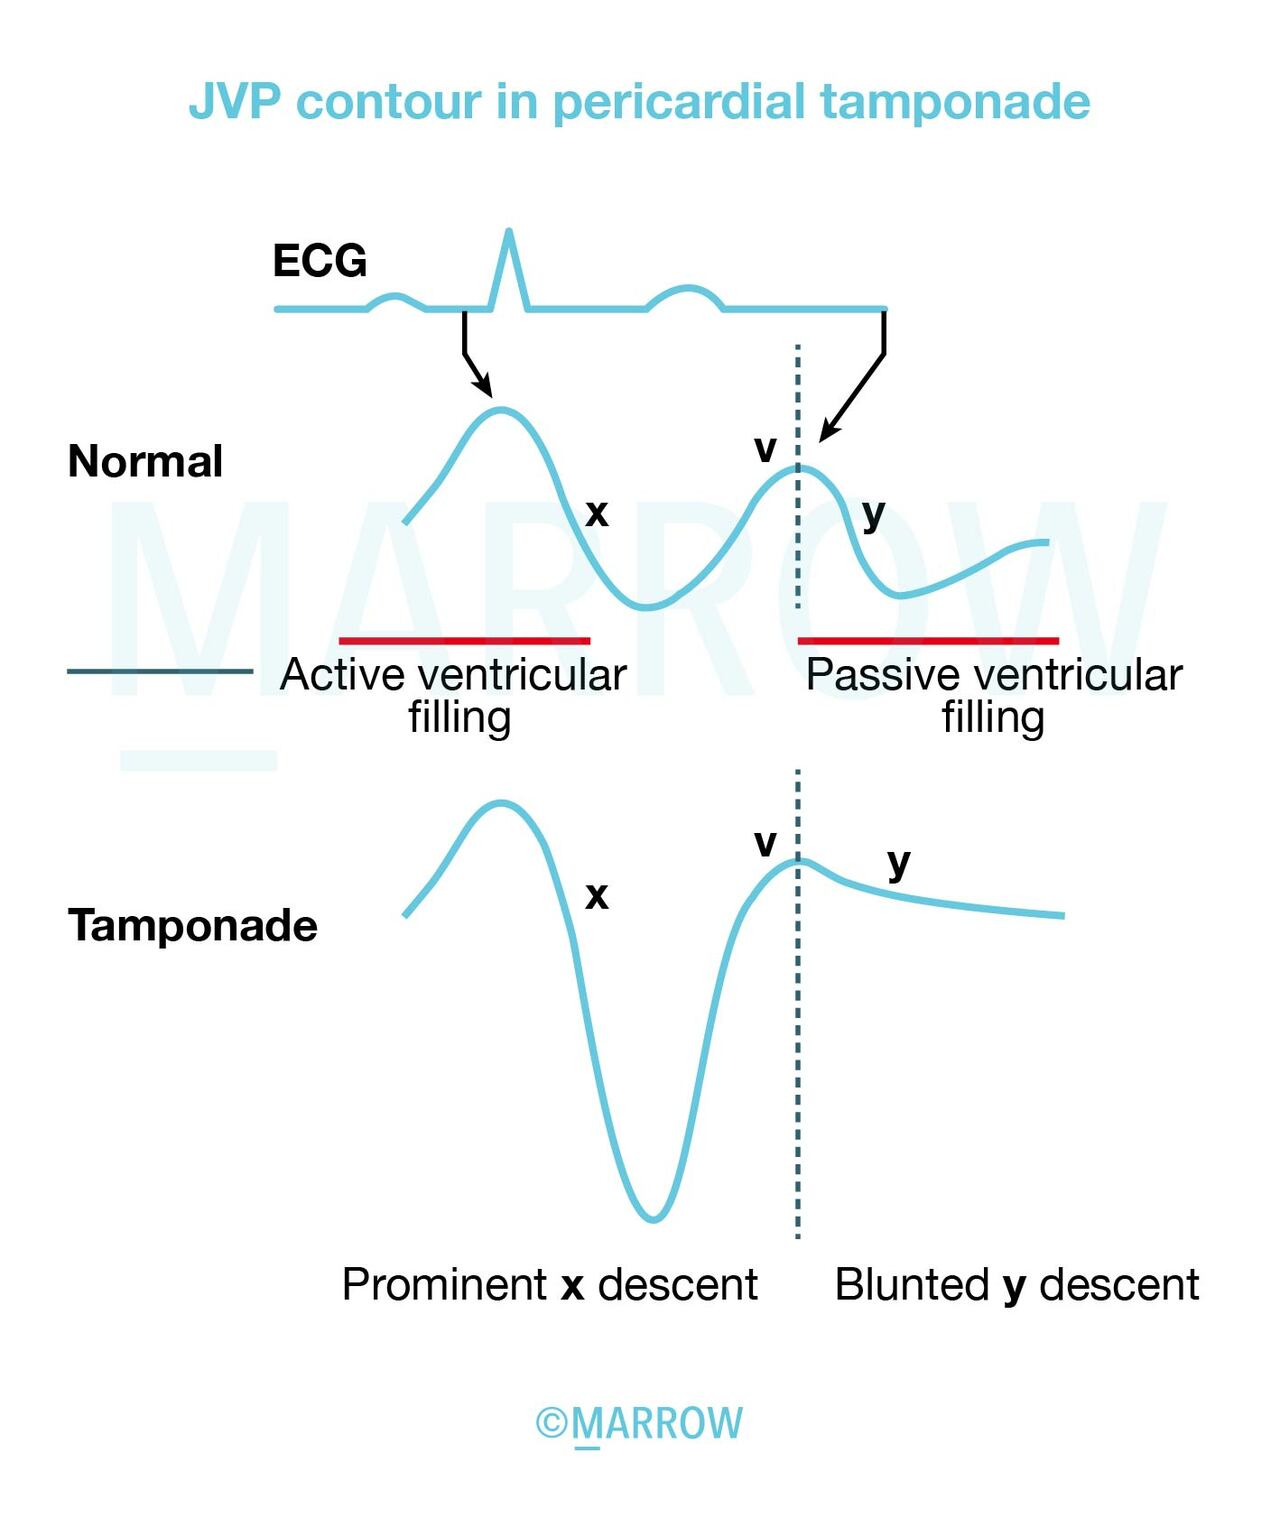 JVP contour in pericardial tamponade
ECG
Normal
v
x
y
MARROW
Active ventricular
filling
Passive ventricular
filling
v
y
x
Tamponade
Prominent x descent
Blunted y descent
©MARROW